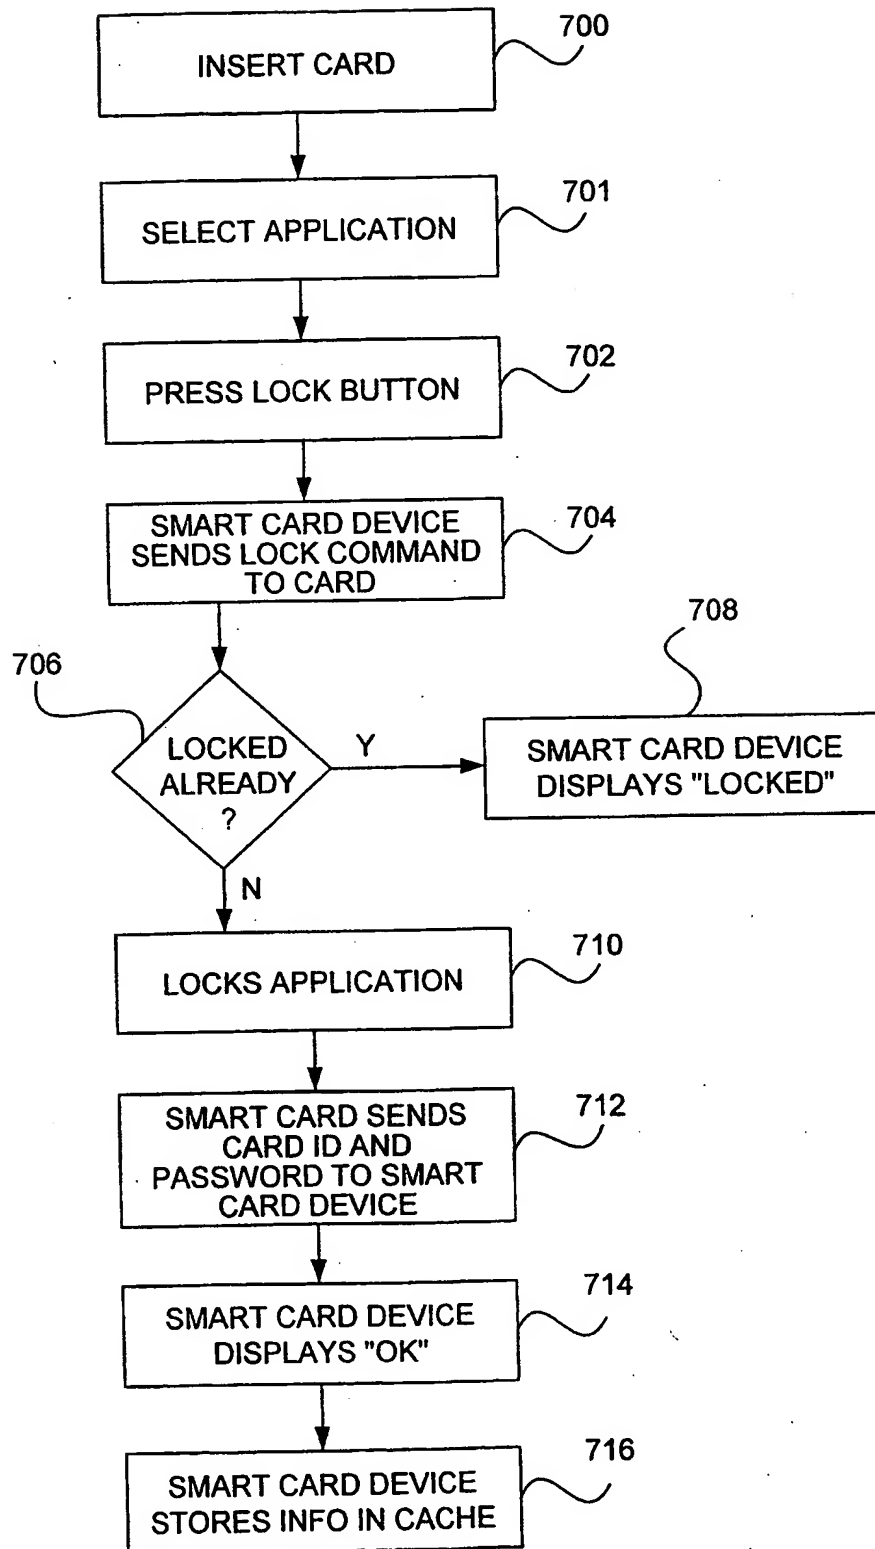 700
INSERT CARD
701
SELECT APPLICATION
702
PRESS LOCK BUTTON
704
SMART CARD DEVICE
SENDS LOCK COMMAND
TO CARD
706
LOCKED
ALREADY
?
Y
708
SMART CARD DEVICE
DISPLAYS "LOCKED"
N
710
LOCKS APPLICATION
712
SMART CARD SENDS
CARD ID AND
PASSWORD TO SMART
CARD DEVICE
714
SMART CARD DEVICE
DISPLAYS "OK"
716
SMART CARD DEVICE
STORES INFO IN CACHE